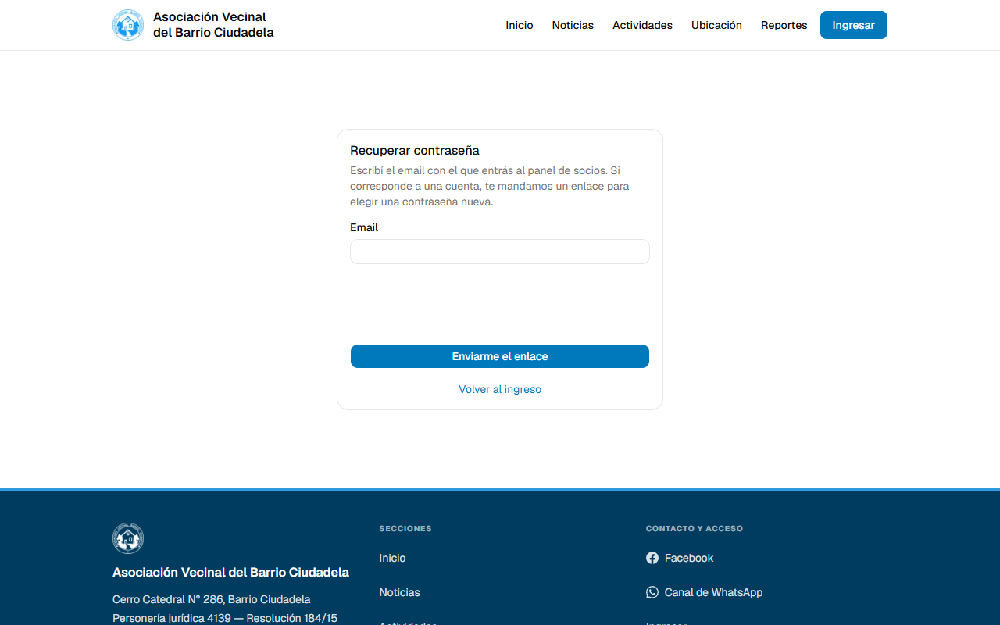 Asociación Vecinal
del Barrio Ciudadela
Inicio
Noticias
Actividades
Ubicación
Reportes
Ingresar
Recuperar contraseña
Escribí el email con el que entrás al panel de socios. Si
corresponde a una cuenta, te mandamos un enlace para
elegir una contraseña nueva.
Email
Enviarme el enlace
Volver al ingreso
Asociación Vecinal del Barrio Ciudadela
Cerro Catedral N° 286, Barrio Ciudadela
Personería jurídica 4139 — Resolución 184/15
SECCIONES
Inicio
Noticias
Actividades
CONTACTO Y ACCESO
Facebook
Canal de WhatsApp
Ingresar